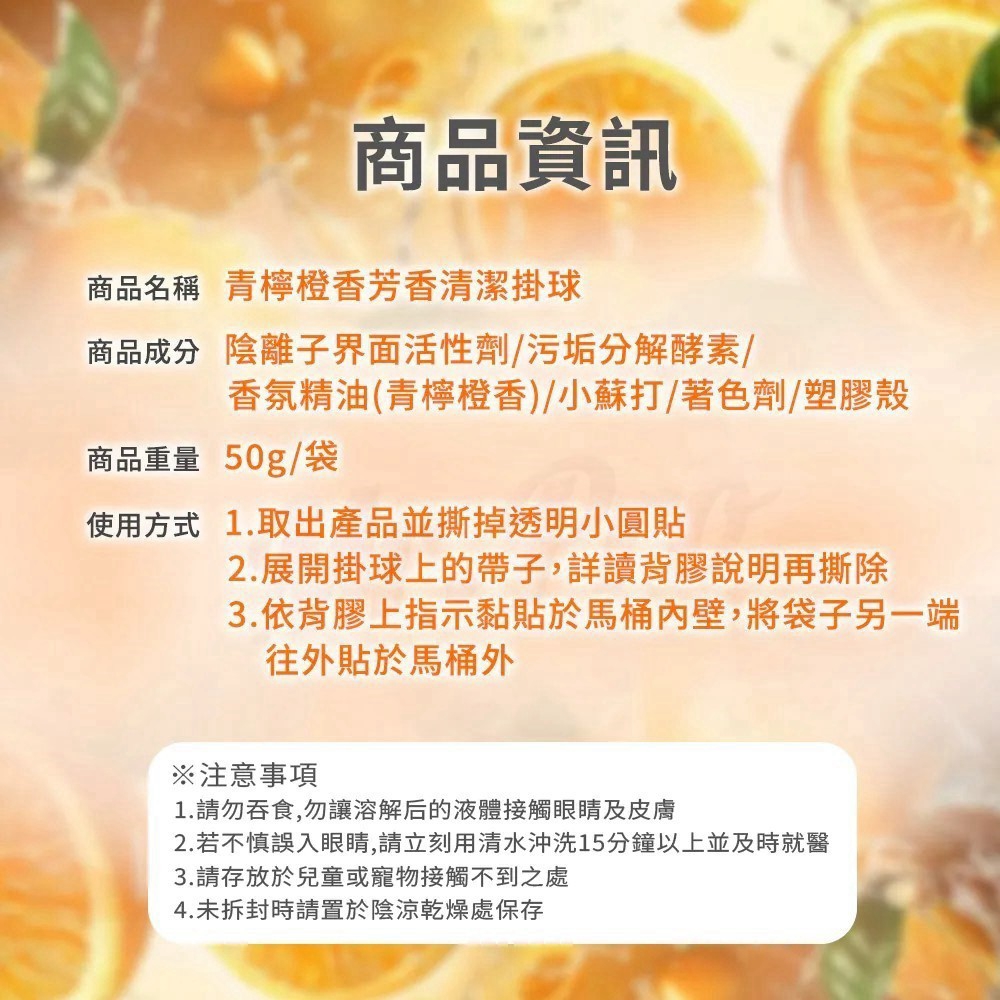 商品資訊
商品名稱 青檸橙香芳香清潔掛球
商品成分 陰離子界面活性劑/污垢分解酵素/
香氛精油(青檸橙香)/小蘇打/著色劑/塑膠殼
商品重量 50g/袋
使用方式 1.取出產品並撕掉透明小圓貼
2.展開掛球上的帶子,詳讀背膠說明再撕除
3.依背膠上指示黏貼於馬桶內壁,將袋子另一端
往外貼於馬桶外
※注意事項
1.請勿吞食,勿讓溶解后的液體接觸眼睛及皮膚
2.若不慎誤入眼睛,請立刻用清水沖洗15分鐘以上並及時就醫
3.請存放於兒童或寵物接觸不到之處
4.未拆封時請置於陰涼乾燥處保存